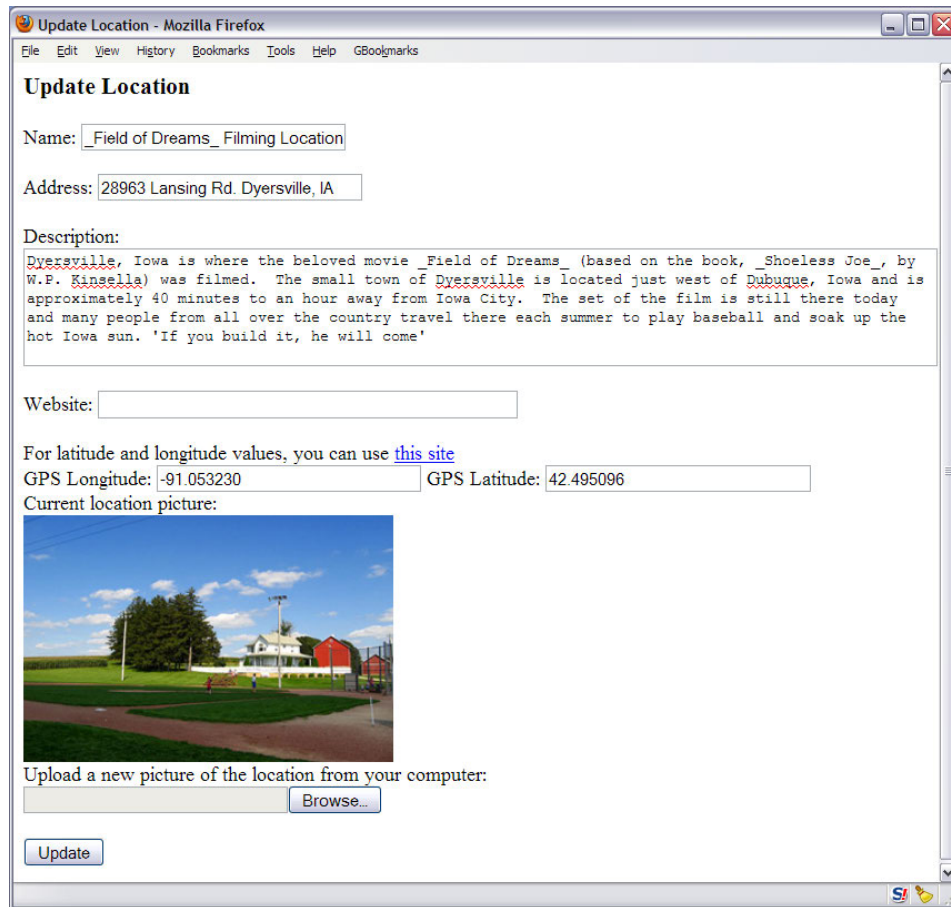 Update Location - Mozilla Firefox
File Edit View History Bookmarks Tools Help GBookmarks
Update Location
Name: _Field of Dreams_ Filming Location
Address: 28963 Lansing Rd. Dyersville, IA
Description:
Dyersville, Iowa is where the beloved movie _Field of Dreams_ (based on the book, _Shoeless Joe_, by
W.P. Kinsella) was filmed.  The small town of Dyersville is located just west of Dubuque, Iowa and is
approximately 40 minutes to an hour away from Iowa City.  The set of the film is still there today
and many people from all over the country travel there each summer to play baseball and soak up the
hot Iowa sun. 'If you build it, he will come'
Website:
For latitude and longitude values, you can use this site
GPS Longitude: -91.053230 GPS Latitude: 42.495096
Current location picture:
Upload a new picture of the location from your computer:
Browse...
Update
S!